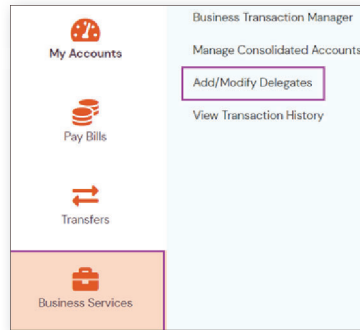 My Accounts
Pay Bills
Transfers
Business Services
Business Transaction Manager
Manage Consolidated Accounts
Add/Modify Delegates
View Transaction History